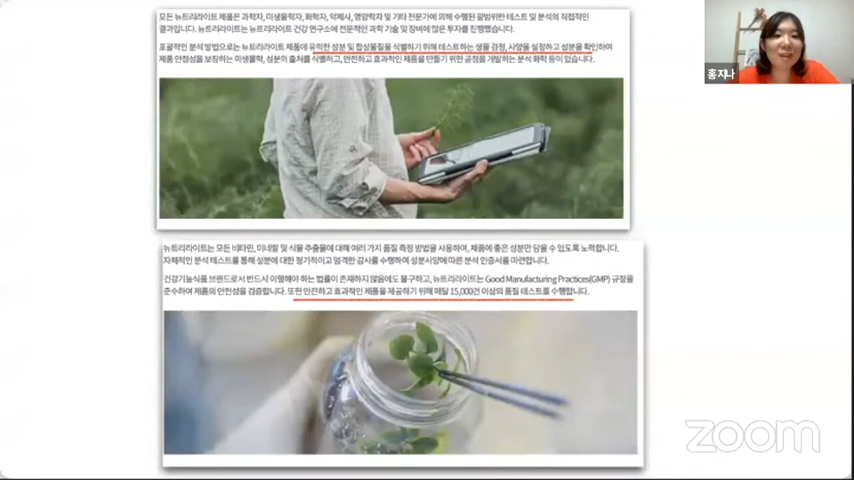 모든 뉴트리라이트 제품은 과학자, 미생물학자, 화학자, 약제사, 영양학자 및 기타 전문가에 의해 수행된 광범위한 테스트 및 분석의 직접적인
결과입니다. 뉴트리라이트는 뉴트리라이트 건강 연구소에 전문적인 과학 기술 및 장비에 많은 투자를 진행했습니다.
포괄적인 분석 방법으로는 뉴트리라이트 제품에 유익한 성분 및 합성물질을 식별하기 위해 테스트하는 생물 검정, 사양을 설정하고 성분을 확인하여
제품 안정성을 보장하는 미생물학, 성분의 출처를 식별하고, 안전하고 효과적인 제품을 만들기 위한 공정을 개발하는 분석 화학 등이 있습니다.
홍지나
뉴트리라이트는 모든 비타민, 미네랄 및 식물 추출물에 대해 여러 가지 품질 측정 방법을 사용하여, 제품에 좋은 성분만 담을 수 있도록 노력합니다.
자체적인 분석 테스트를 통해 성분에 대한 정기적이고 엄격한 감사를 수행하여 성분사양에 따른 분석 인증서를 마련합니다.
건강기능식품 브랜드로서 반드시 이행해야 하는 법률이 존재하지 않음에도 불구하고, 뉴트리라이트는 Good Manufacturing Practices(GMP) 규정을
준수하여 제품의 안전성을 검증합니다. 또한 안전하고 효과적인 제품을 제공하기 위해 매달 15,000건 이상의 품질 테스트를 수행합니다.
zoom